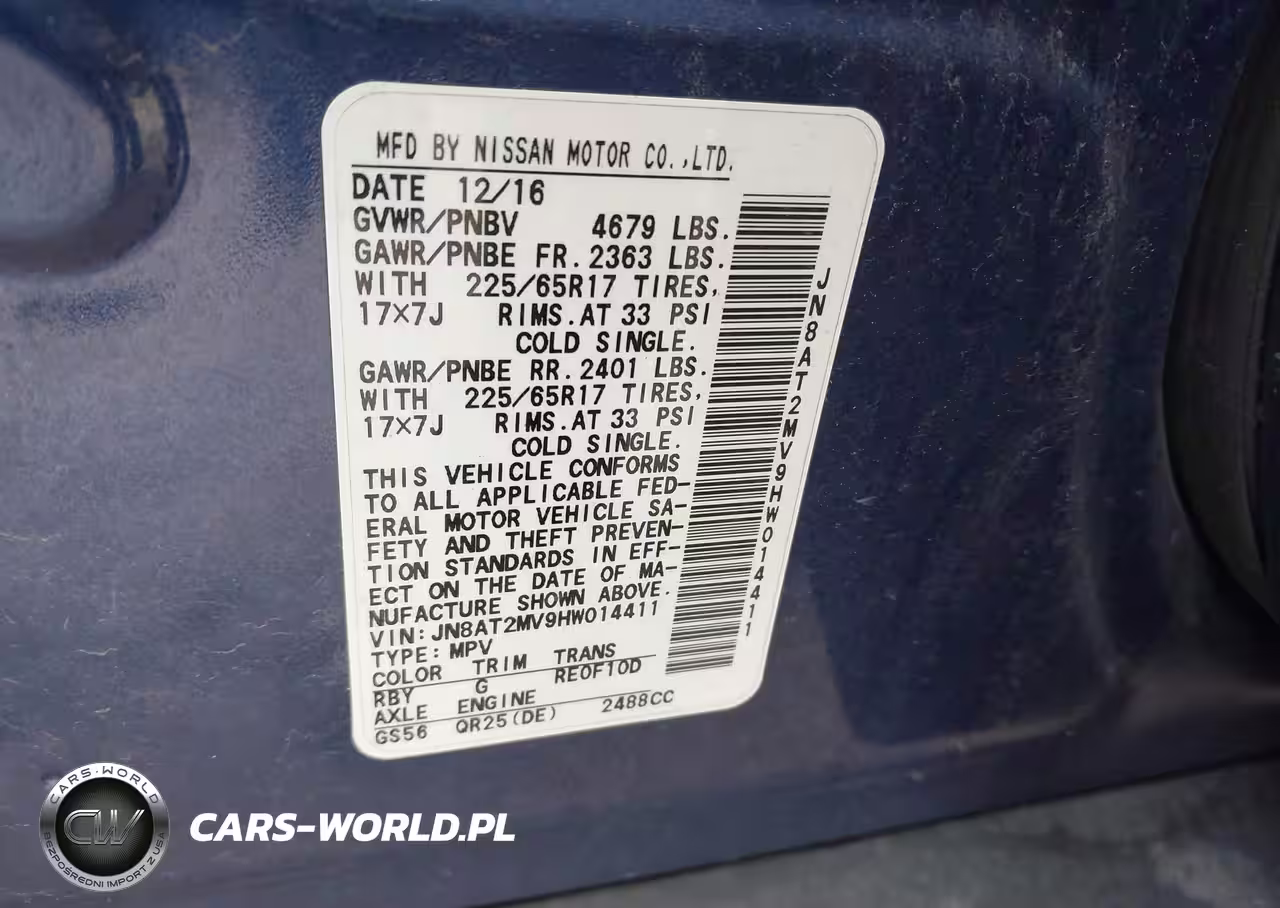 MFD BY NISSAN MOTOR CO.,LTD.
DATE 12/16
GVWR/PNBV 4679 LBS.
GAWR/PNBE FR. 2363 LBS.
WITH 225/65R17 TIRES,
17×7J RIMS.AT 33 PSI
COLD SINGLE.
GAWR/PNBE RR. 2401 LBS.
WITH 225/65R17 TIRES,
17×7J RIMS.AT 33 PSI
COLD SINGLE.
THIS VEHICLE CONFORMS
TO ALL APPLICABLE FED-
ERAL MOTOR VEHICLE SA-
FETY AND THEFT PREVEN-
TION STANDARDS IN EFF-
ECT ON THE DATE OF MA-
NUFACTURE SHOWN ABOVE.
VIN: JN8AT2MV9HW014411
TYPE: MPV
COLOR TRIM TRANS
RBY G RE0F10D
AXLE ENGINE
GS56 QR25(DE) 2488CC
JN8AT2MV9HW014411
CARS-WORLD
CW
BEZPOŚREDNI IMPORT Z USA
CARS-WORLD.PL